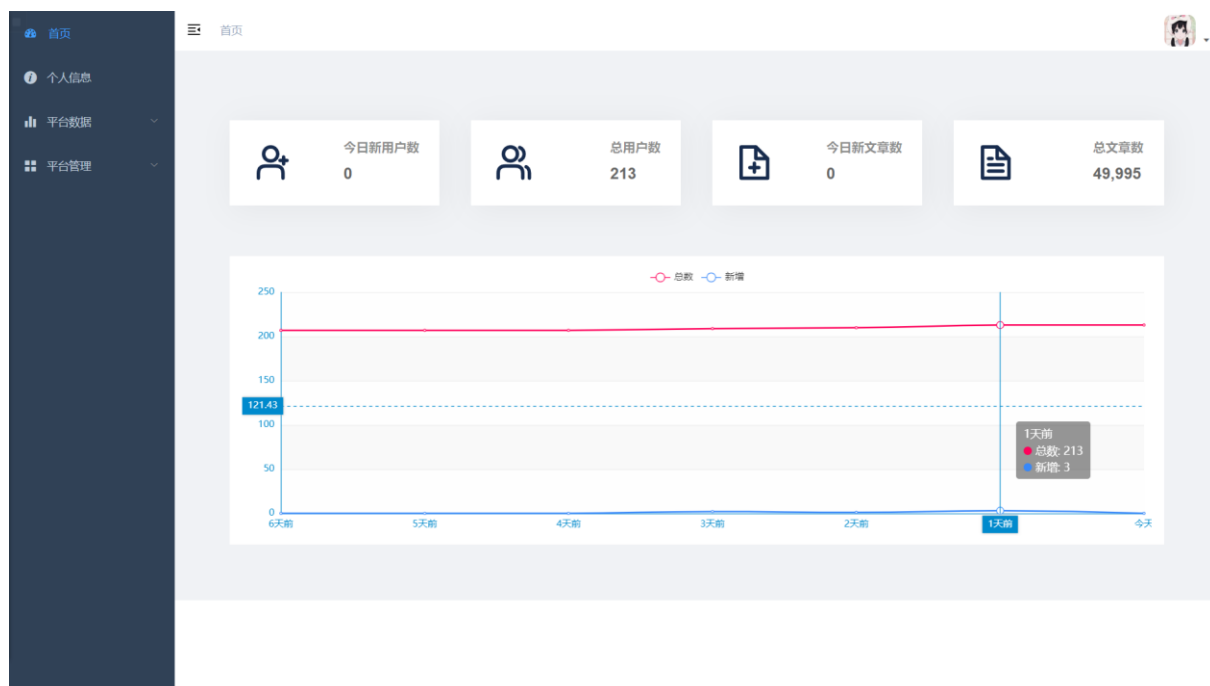 首页
个人信息
平台数据
平台管理
首页
今日新用户数
0
总用户数
213
今日新文章数
0
总文章数
49,995
总数 新增
250
200
150
121.43
100
50
0
1天前
总数: 213
新增: 3
6天前 5天前 4天前 3天前 2天前 1天前 今天